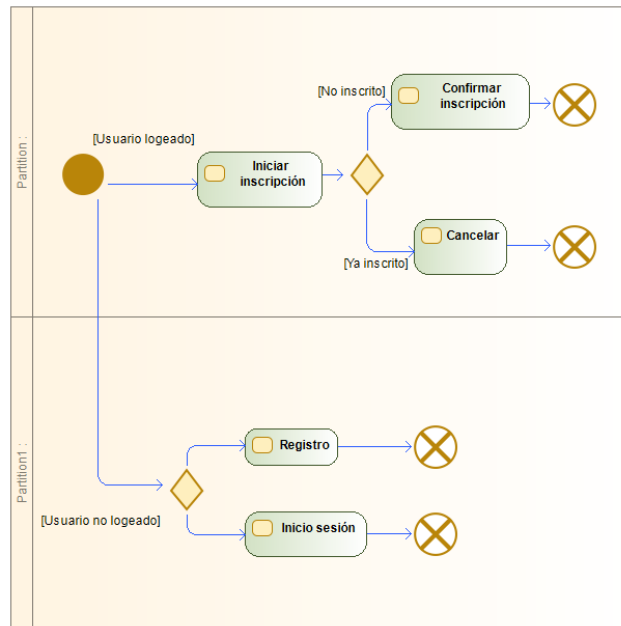 Partition :
[Usuario logeado]
Iniciar
inscripción
[No inscrito]
Confirmar
inscripción
[Ya inscrito]
Cancelar
Partition1 :
[Usuario no logeado]
Registro
Inicio sesión